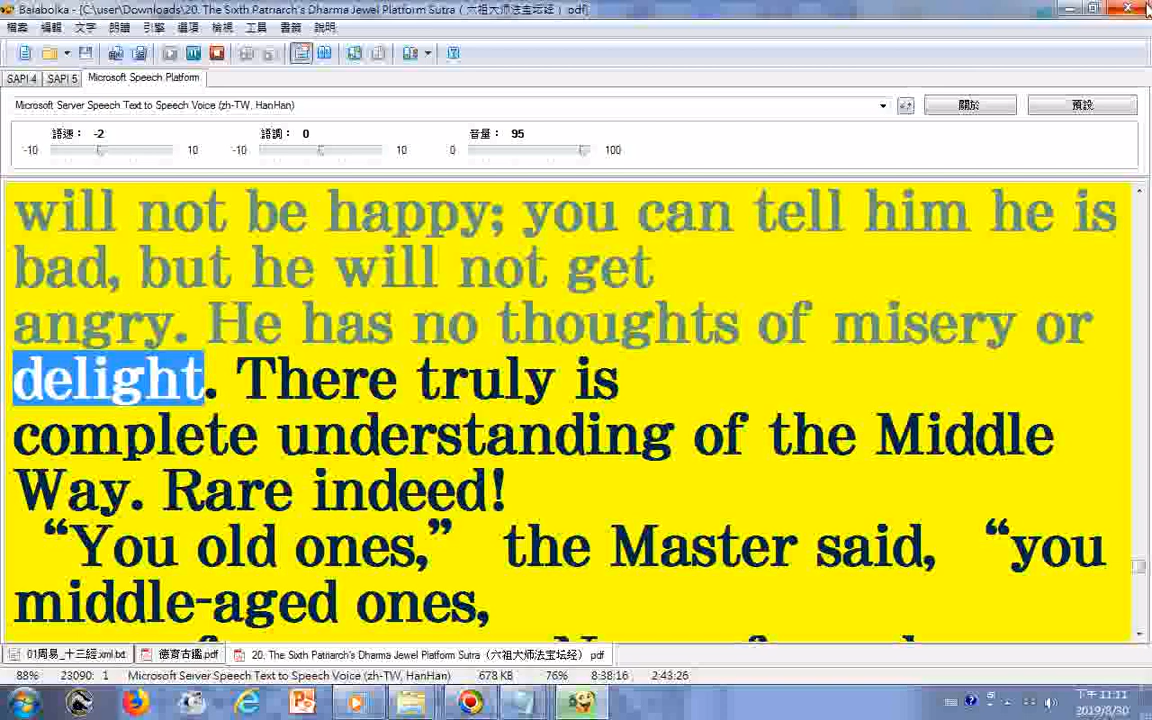 Balabolka - [C:\user\Downloads\20. The Sixth Patriarch's Dharma Jewel Platform Sutra（六祖大师法宝坛经）.pdf]
檔案 編輯 文字 朗讀 引擎 選項 檢視 工具 書籤 說明
SAPI 4 SAPI 5 Microsoft Speech Platform
Microsoft Server Speech Text to Speech Voice (zh-TW, HanHan) 關於 預設
語速： -2 語調： 0 音量： 95
-10 10 -10 10 0 100
will not be happy; you can tell him he is
bad, but he will not get
angry. He has no thoughts of misery or
delight. There truly is
complete understanding of the Middle
Way. Rare indeed!
“You old ones,” the Master said, “you
middle-aged ones,
01周易_十三經.xml.txt 德育古鑑.pdf 20. The Sixth Patriarch's Dharma Jewel Platform Sutra（六祖大师法宝坛经）.pdf
88% 23090: 1 Microsoft Server Speech Text to Speech Voice (zh-TW, HanHan) 678 KB 76% 8:38:16 2:43:26
下午 11:11
2019/8/30